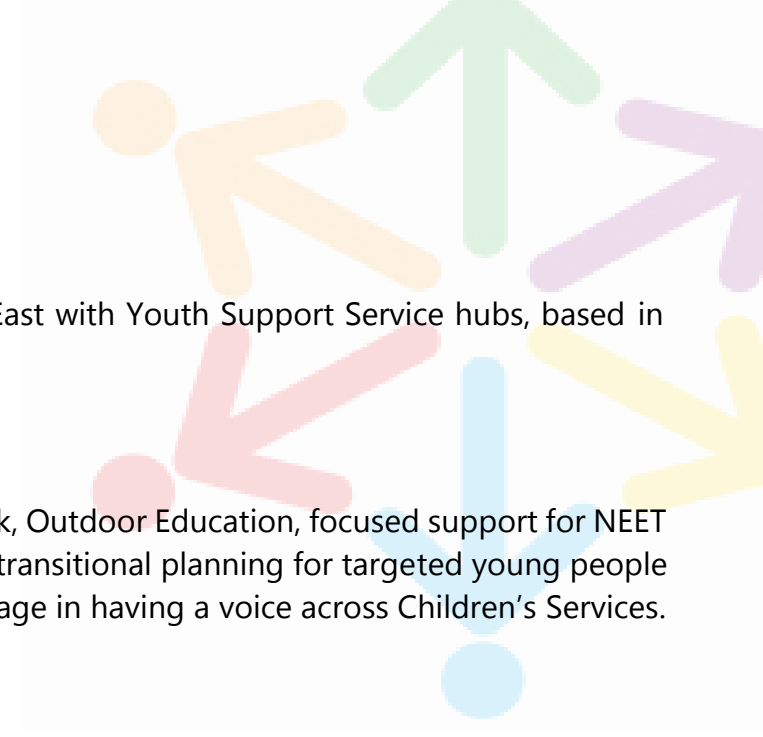 East with Youth Support Service hubs, based in
k, Outdoor Education, focused support for NEET
transitional planning for targeted young people
age in having a voice across Children’s Services.